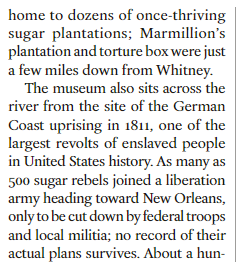 home to dozens of once-thriving
sugar plantations; Marmillion's
plantation and torture box were just
a few miles down from Whitney.
The museum also sits across the
river from the site of the German
Coast uprising in 1811, one of the
largest revolts of enslaved people
in United States history. As many as
500 sugar rebels joined a liberation
army heading toward New Orleans,
only to be cut down by federal troops
and local militia; no record of their
actual plans survives. About a hun-